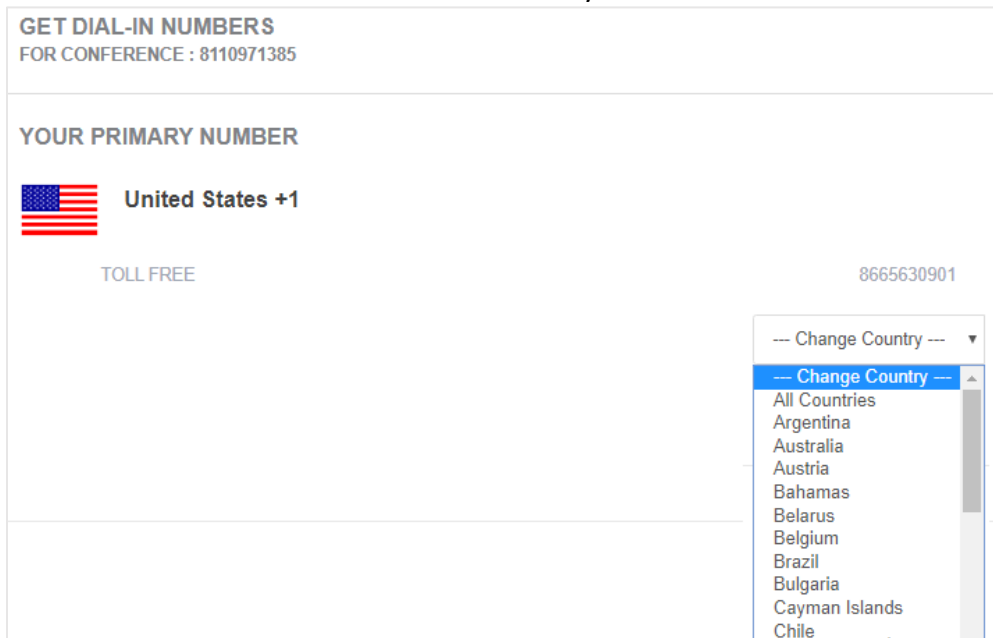 GET DIAL-IN NUMBERS
FOR CONFERENCE : 8110971385
YOUR PRIMARY NUMBER
United States +1
TOLL FREE 8665630901
--- Change Country ---
--- Change Country ---
All Countries
Argentina
Australia
Austria
Bahamas
Belarus
Belgium
Brazil
Bulgaria
Cayman Islands
Chile